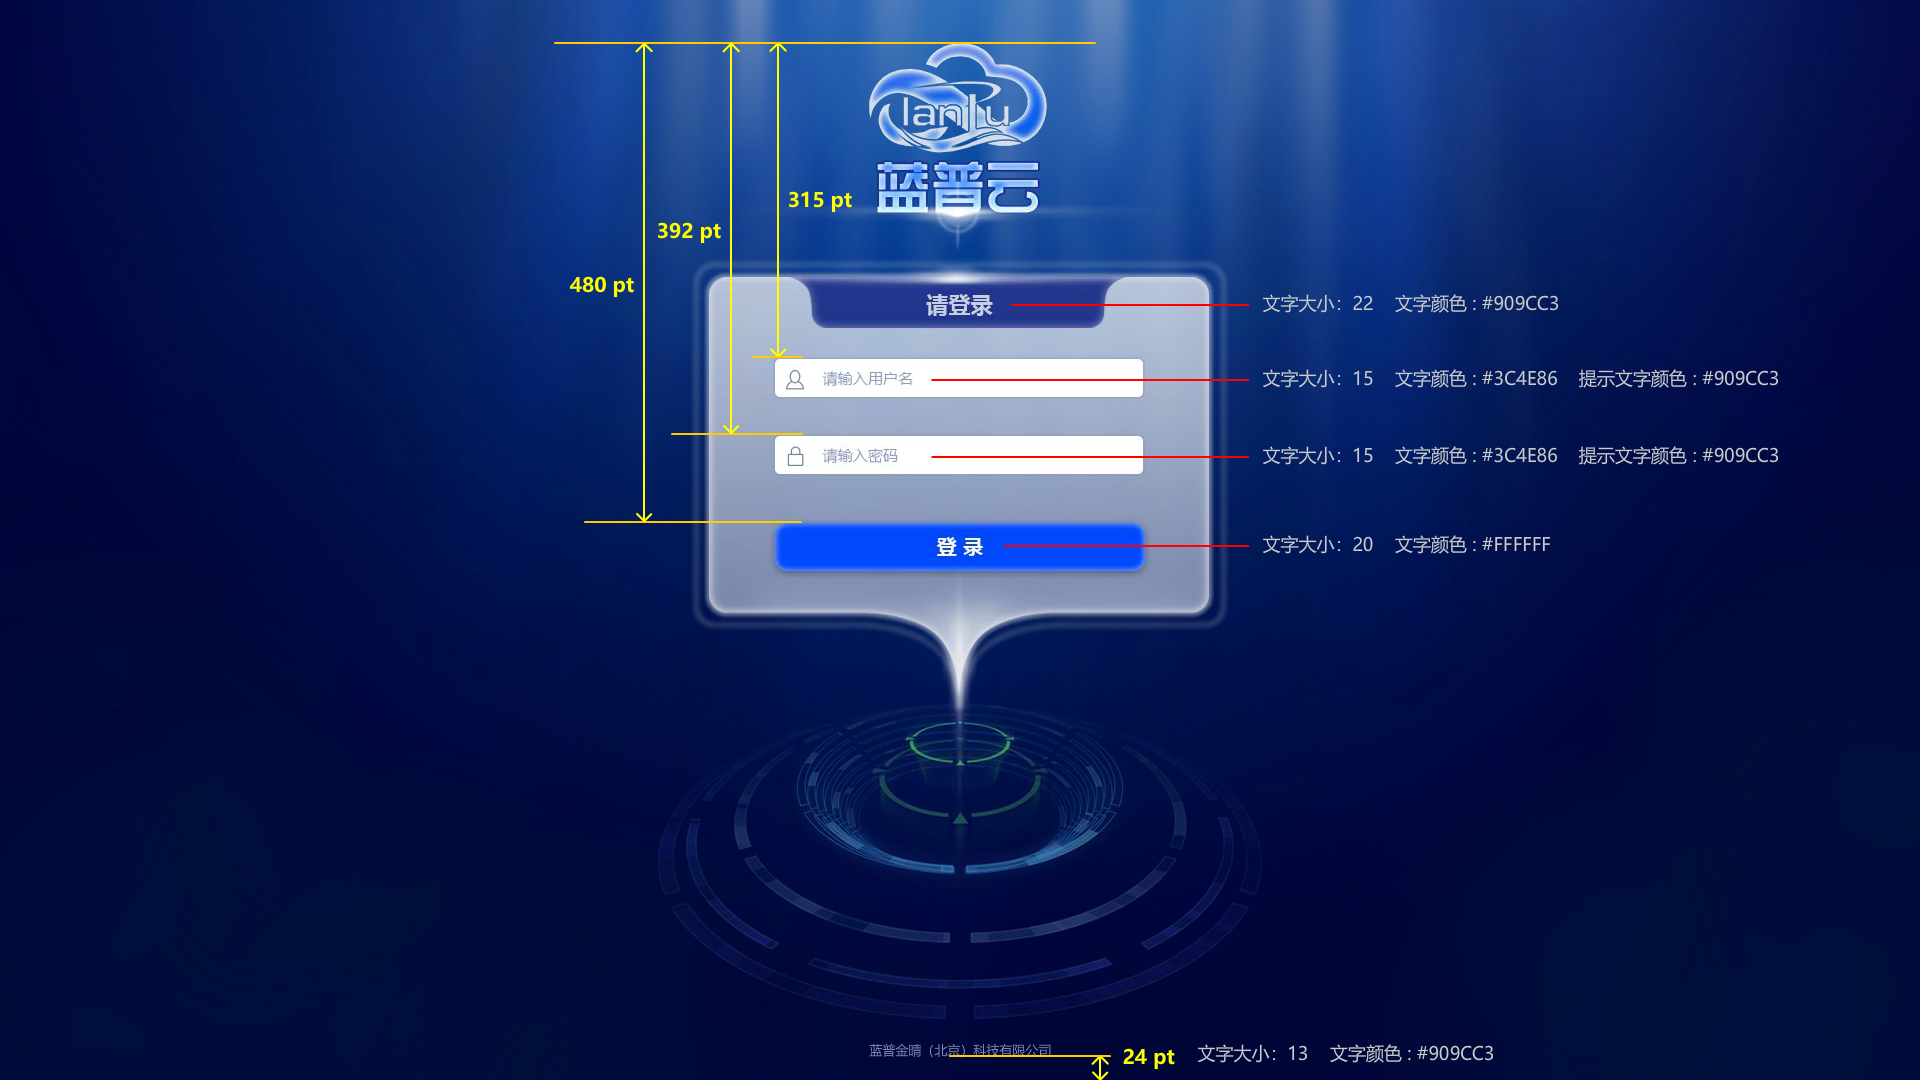 lanpu
蓝普云
315 pt
392 pt
480 pt
请登录
文字大小：22 文字颜色 : #909CC3
请输入用户名
文字大小：15 文字颜色 : #3C4E86 提示文字颜色 : #909CC3
请输入密码
文字大小：15 文字颜色 : #3C4E86 提示文字颜色 : #909CC3
登 录
文字大小：20 文字颜色 : #FFFFFF
蓝普金晴（北京）科技有限公司
24 pt
文字大小：13 文字颜色 : #909CC3